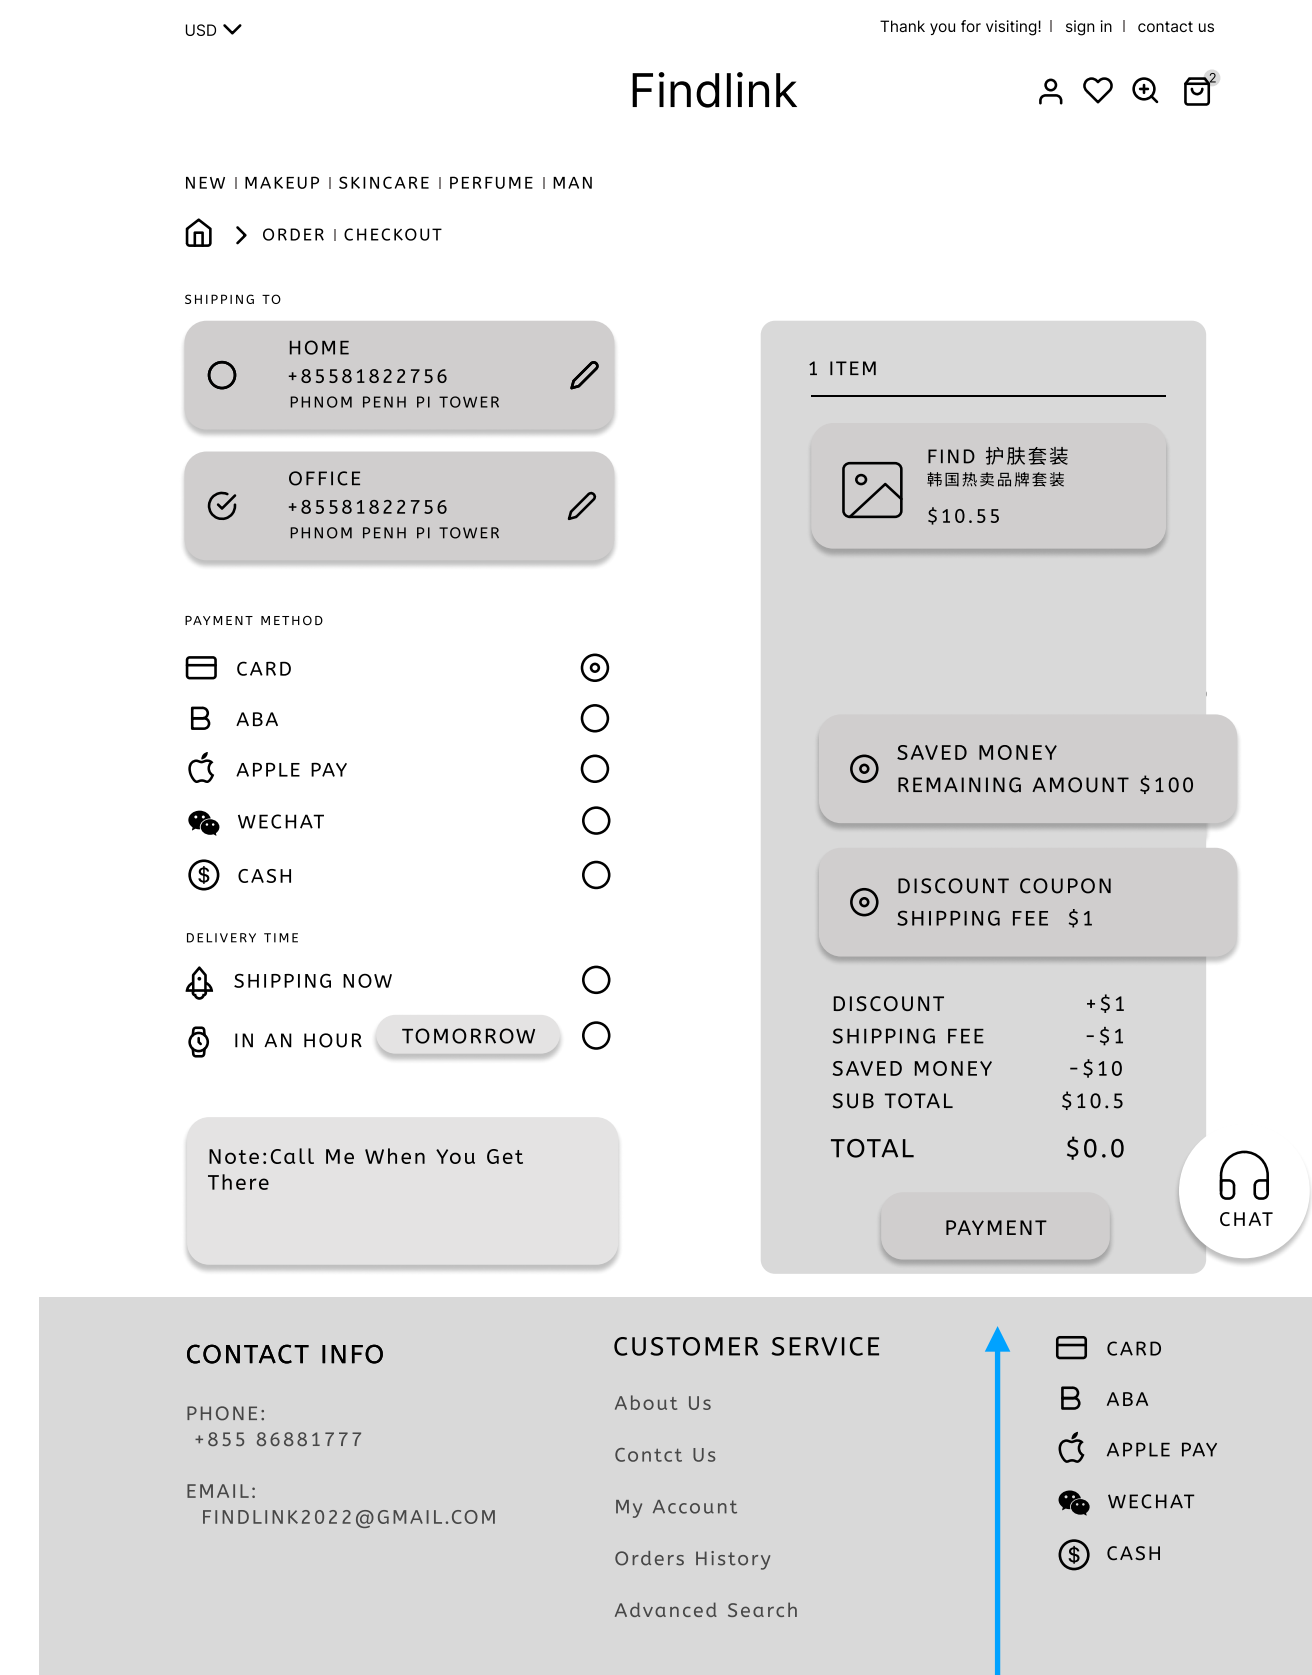 USD
Thank you for visiting! | sign in | contact us
Findlink
2
NEW | MAKEUP | SKINCARE | PERFUME | MAN
ORDER | CHECKOUT
SHIPPING TO
HOME
+85581822756
PHNOM PENH PI TOWER
OFFICE
+85581822756
PHNOM PENH PI TOWER
PAYMENT METHOD
CARD
ABA
APPLE PAY
WECHAT
CASH
DELIVERY TIME
SHIPPING NOW
IN AN HOUR TOMORROW
Note:Call Me When You Get
There
1 ITEM
FIND 护肤套装
韩国热卖品牌套装
$10.55
SAVED MONEY
REMAINING AMOUNT $100
DISCOUNT COUPON
SHIPPING FEE $1
DISCOUNT +$1
SHIPPING FEE -$1
SAVED MONEY -$10
SUB TOTAL $10.5
TOTAL $0.0
PAYMENT
CHAT
CONTACT INFO
PHONE:
+855 86881777
EMAIL:
FINDLINK2022@GMAIL.COM
CUSTOMER SERVICE
About Us
Contct Us
My Account
Orders History
Advanced Search
CARD
ABA
APPLE PAY
WECHAT
CASH